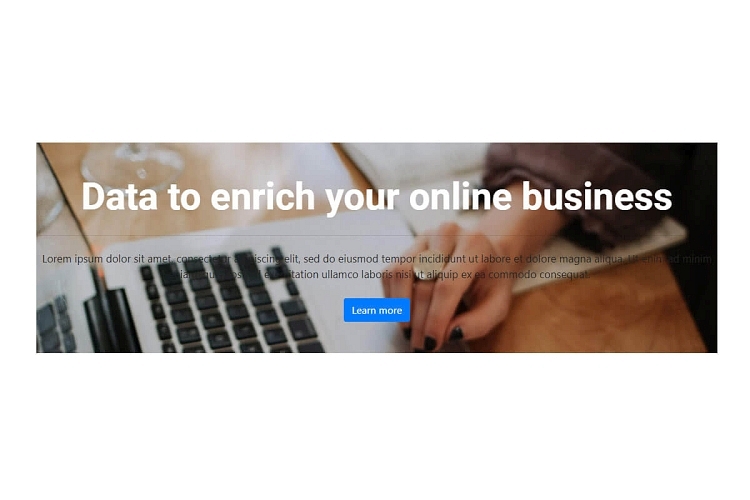 Data to enrich your online business
Lorem ipsum dolor sit amet, consectetur adipiscing elit, sed do eiusmod tempor incididunt ut labore et dolore magna aliqua. Ut enim ad minim
ullamco laboris nisi ut aliquip ex ea commodo consequat.
Learn more